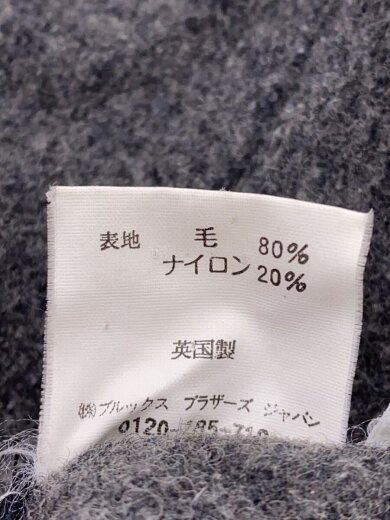 表地 毛 80%
ナイロン 20%
英国製
㈱ブルックス ブラザーズ ジャパン
0120-